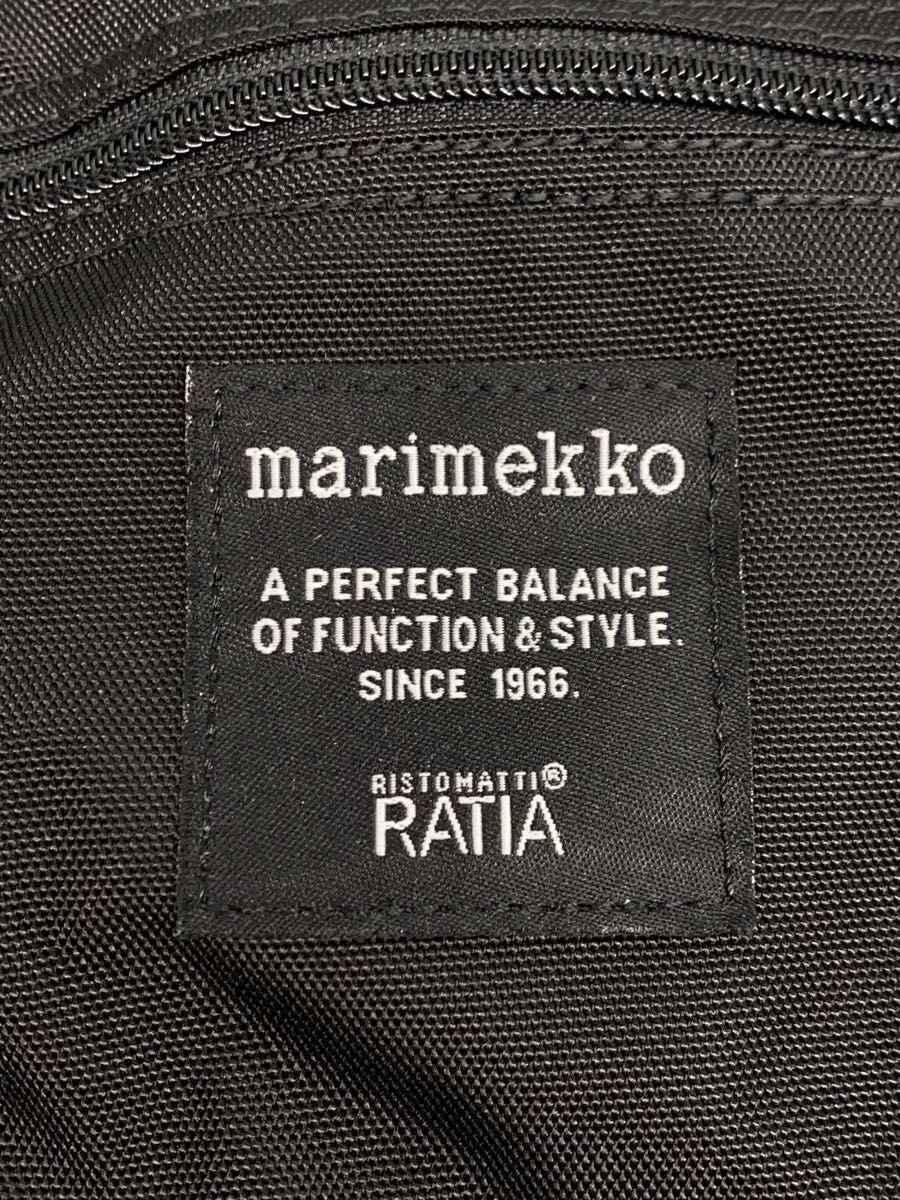 marimekko
A PERFECT BALANCE
OF FUNCTION & STYLE.
SINCE 1966.
RISTOMATTI®
RATIA